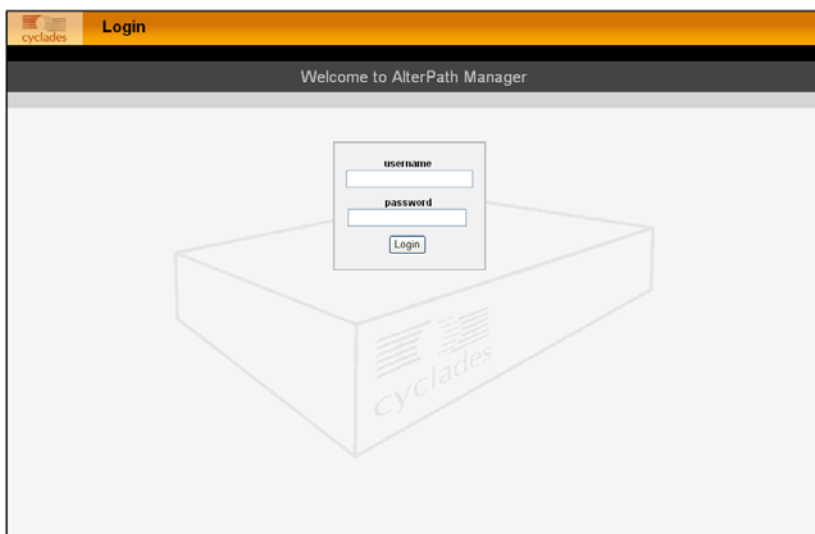 cyclades
Login
Welcome to AlterPath Manager
username
password
Login
cyclades